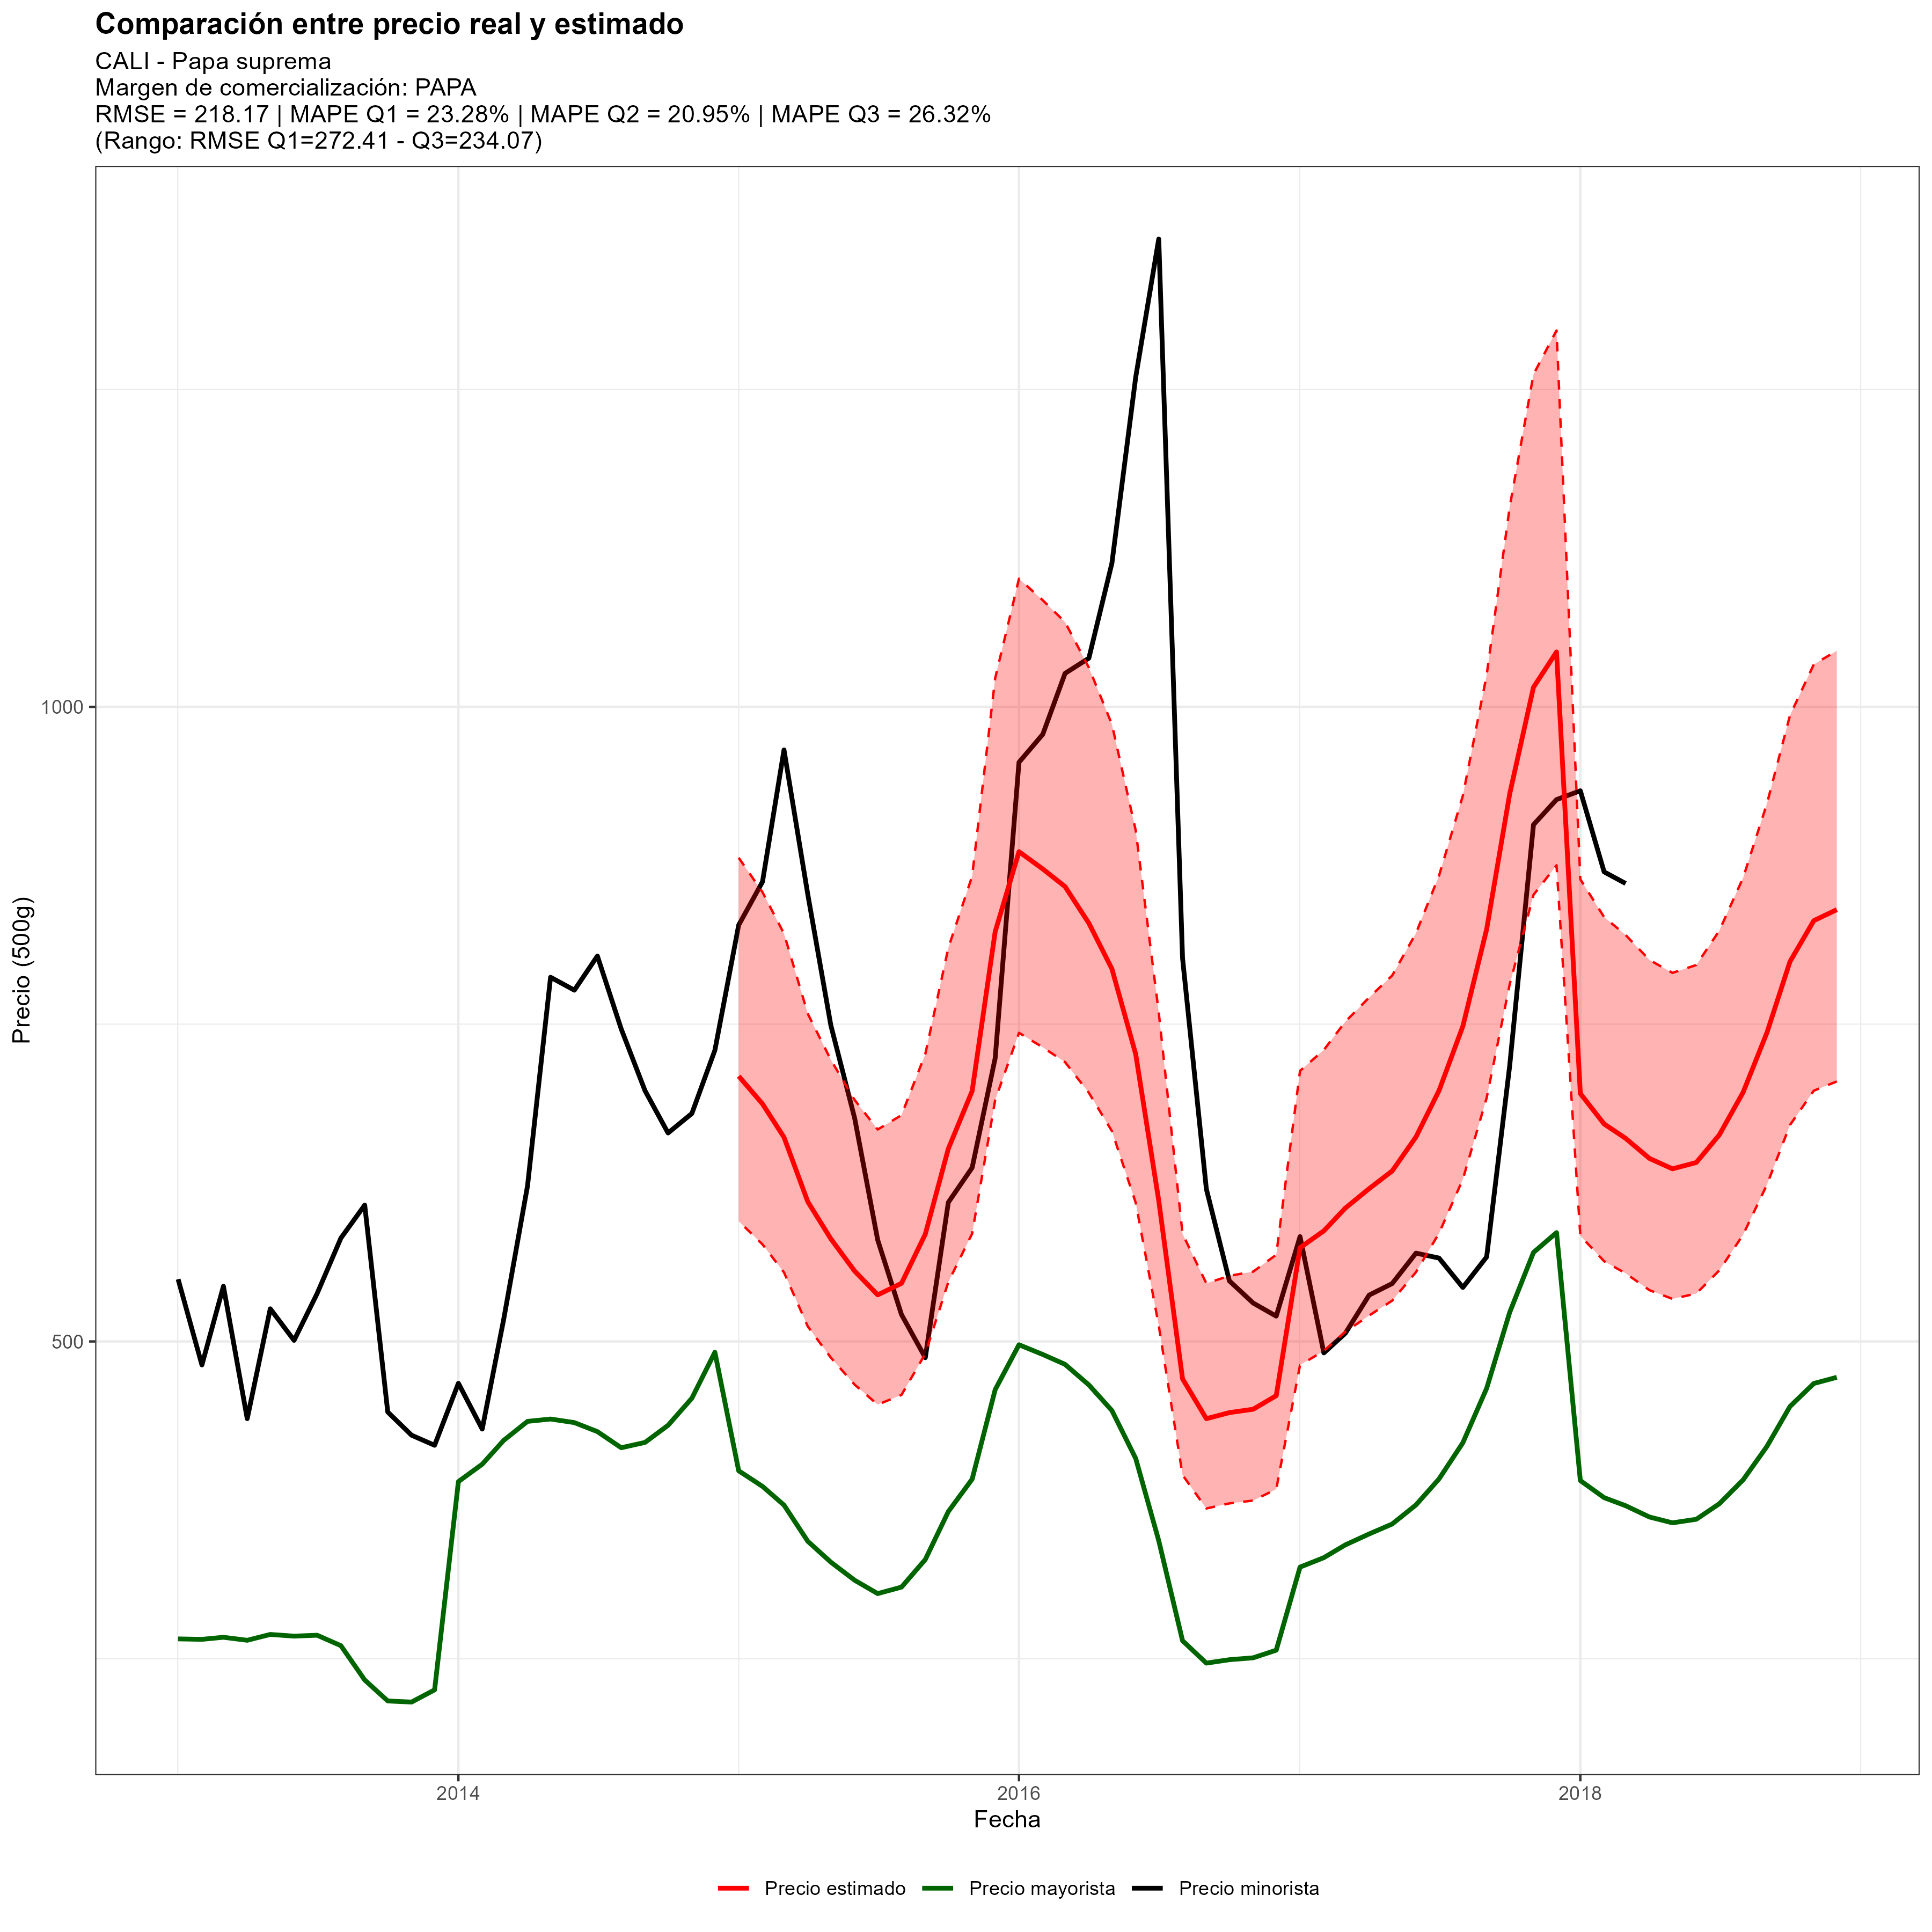 Comparación entre precio real y estimado
CALI - Papa suprema
Margen de comercialización: PAPA
RMSE = 218.17 | MAPE Q1 = 23.28% | MAPE Q2 = 20.95% | MAPE Q3 = 26.32%
(Rango: RMSE Q1=272.41 - Q3=234.07)
Precio (500g)
1000
500
2014
2016
2018
Fecha
Precio estimado
Precio mayorista
Precio minorista